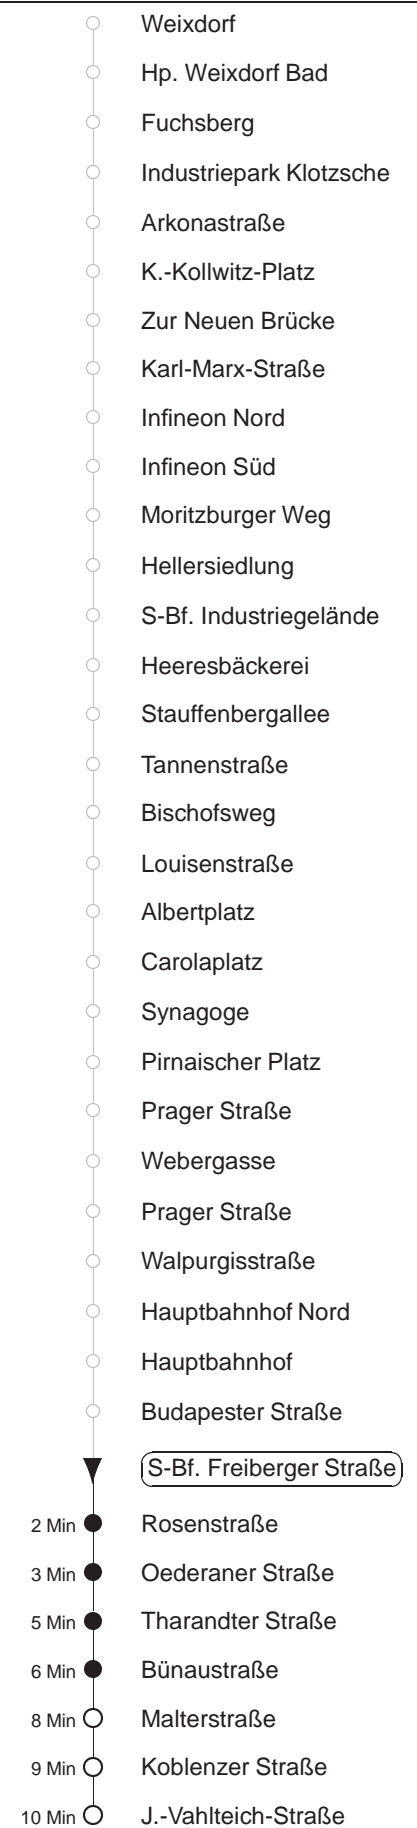 Weixdorf
Hp. Weixdorf Bad
Fuchsberg
Industriepark Klotzsche
Arkonastraße
K.-Kollwitz-Platz
Zur Neuen Brücke
Karl-Marx-Straße
Infineon Nord
Infineon Süd
Moritzburger Weg
Hellersiedlung
S-Bf. Industriegelände
Heeresbäckerei
Stauffenbergallee
Tannenstraße
Bischofsweg
Louisenstraße
Albertplatz
Carolaplatz
Synagoge
Pirnaischer Platz
Prager Straße
Webergasse
Prager Straße
Walpurgisstraße
Hauptbahnhof Nord
Hauptbahnhof
Budapester Straße
S-Bf. Freiberger Straße
2 Min Rosenstraße
3 Min Oederaner Straße
5 Min Tharandter Straße
6 Min Bünaustraße
8 Min Malterstraße
9 Min Koblenzer Straße
10 Min J.-Vahlteich-Straße